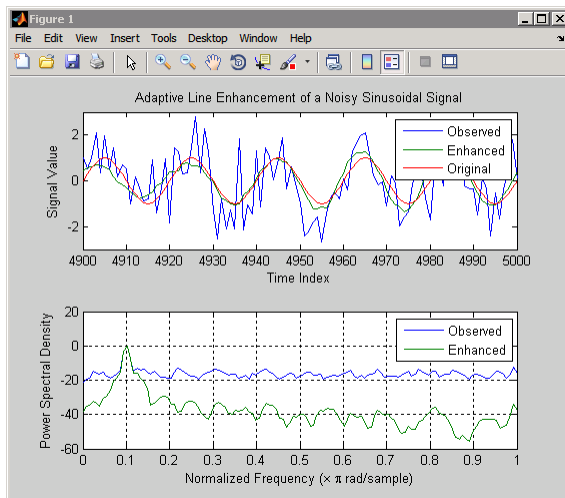 Figure 1
File Edit View Insert Tools Desktop Window Help
Adaptive Line Enhancement of a Noisy Sinusoidal Signal
Signal Value
2
0
-2
Observed
Enhanced
Original
4900 4910 4920 4930 4940 4950 4960 4970 4980 4990 5000
Time Index
Power Spectral Density
20
0
-20
-40
-60
Observed
Enhanced
0 0.1 0.2 0.3 0.4 0.5 0.6 0.7 0.8 0.9 1
Normalized Frequency (× π rad/sample)